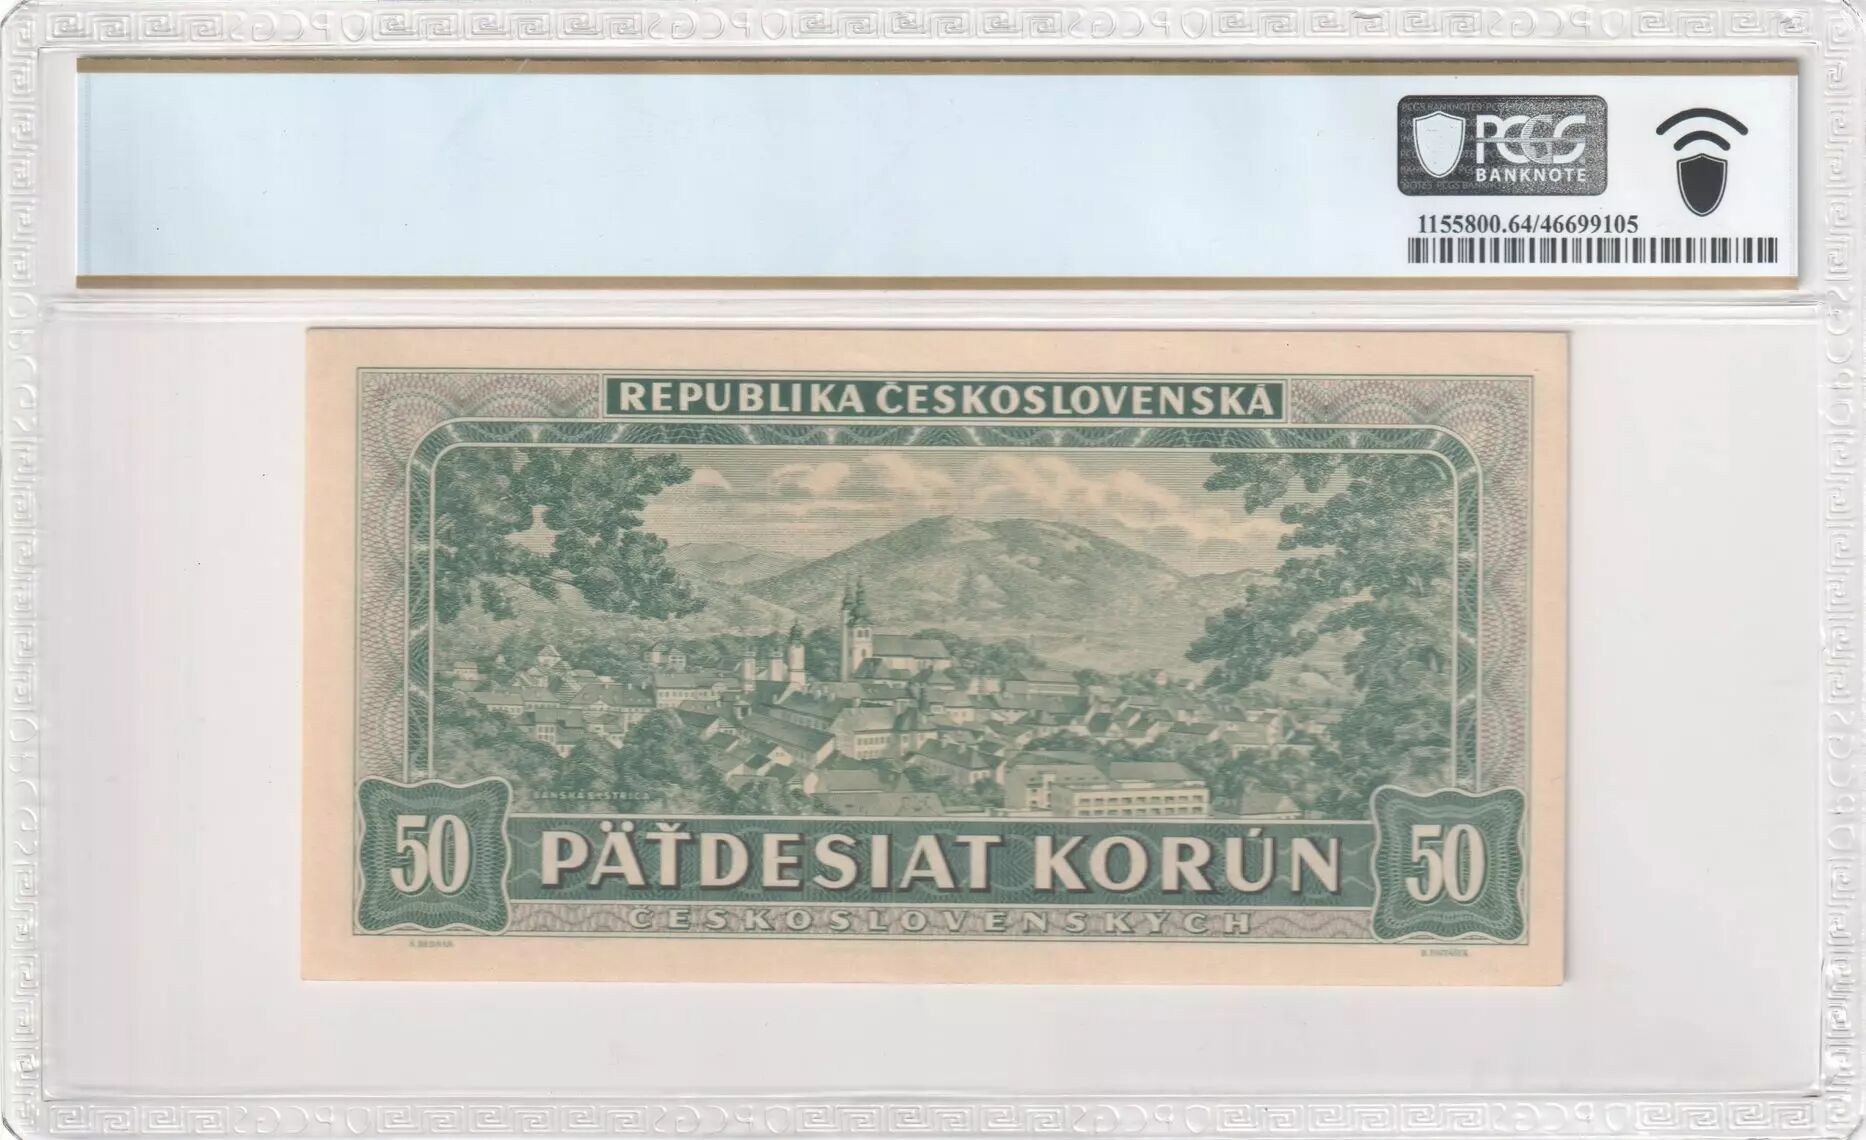 PCGS
BANKNOTE
1155800.64/46699105
REPUBLIKA ČESKOSLOVENSKÁ
BANSKÁ BYSTRICA
50 PÄŤDESIAT KORÚN 50
ČESKOSLOVENSKÝCH